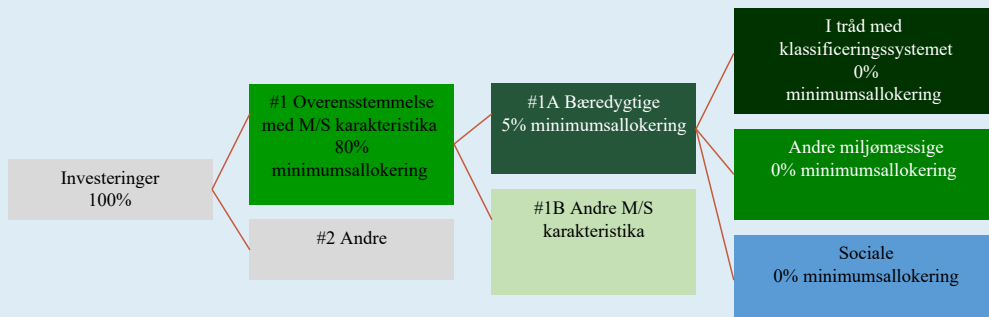 Investeringer
100%
#1 Overensstemmelse
med M/S karakteristika
80%
minimumsallokering
#2 Andre
#1A Bæredygtige
5% minimumsallokering
#1B Andre M/S
karakteristika
I tråd med
klassificeringssystemet
0%
minimumsallokering
Andre miljømæssige
0% minimumsallokering
Sociale
0% minimumsallokering